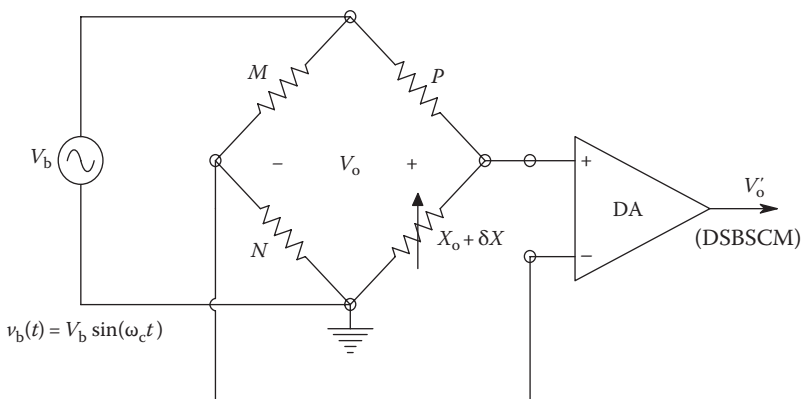 M
P
V_b
− V_o +
+
DA
V′_o
(DSBSCM)
−
N
X_o + δX
v_b(t) = V_b sin(ω_c t)